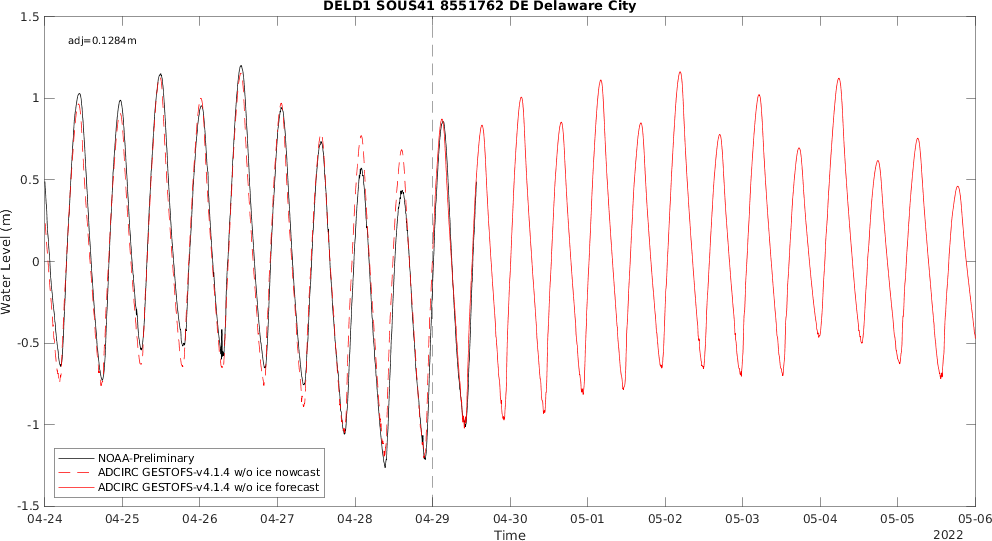 DELD1 SOUS41 8551762 DE Delaware City
adj=0.1284m
1.5
1
0.5
0
-0.5
-1
-1.5
Water Level (m)
NOAA-Preliminary
ADCIRC GESTOFS-v4.1.4 w/o ice nowcast
ADCIRC GESTOFS-v4.1.4 w/o ice forecast
04-24 04-25 04-26 04-27 04-28 04-29 04-30 05-01 05-02 05-03 05-04 05-05 05-06
Time
2022